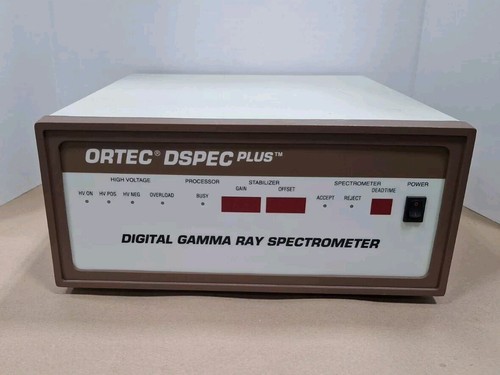 ORTEC® DSPEC PLUS™
HIGH VOLTAGE PROCESSOR STABILIZER SPECTROMETER POWER
HV ON HV POS HV NEG OVERLOAD BUSY GAIN OFFSET ACCEPT REJECT DEADTIME
DIGITAL GAMMA RAY SPECTROMETER